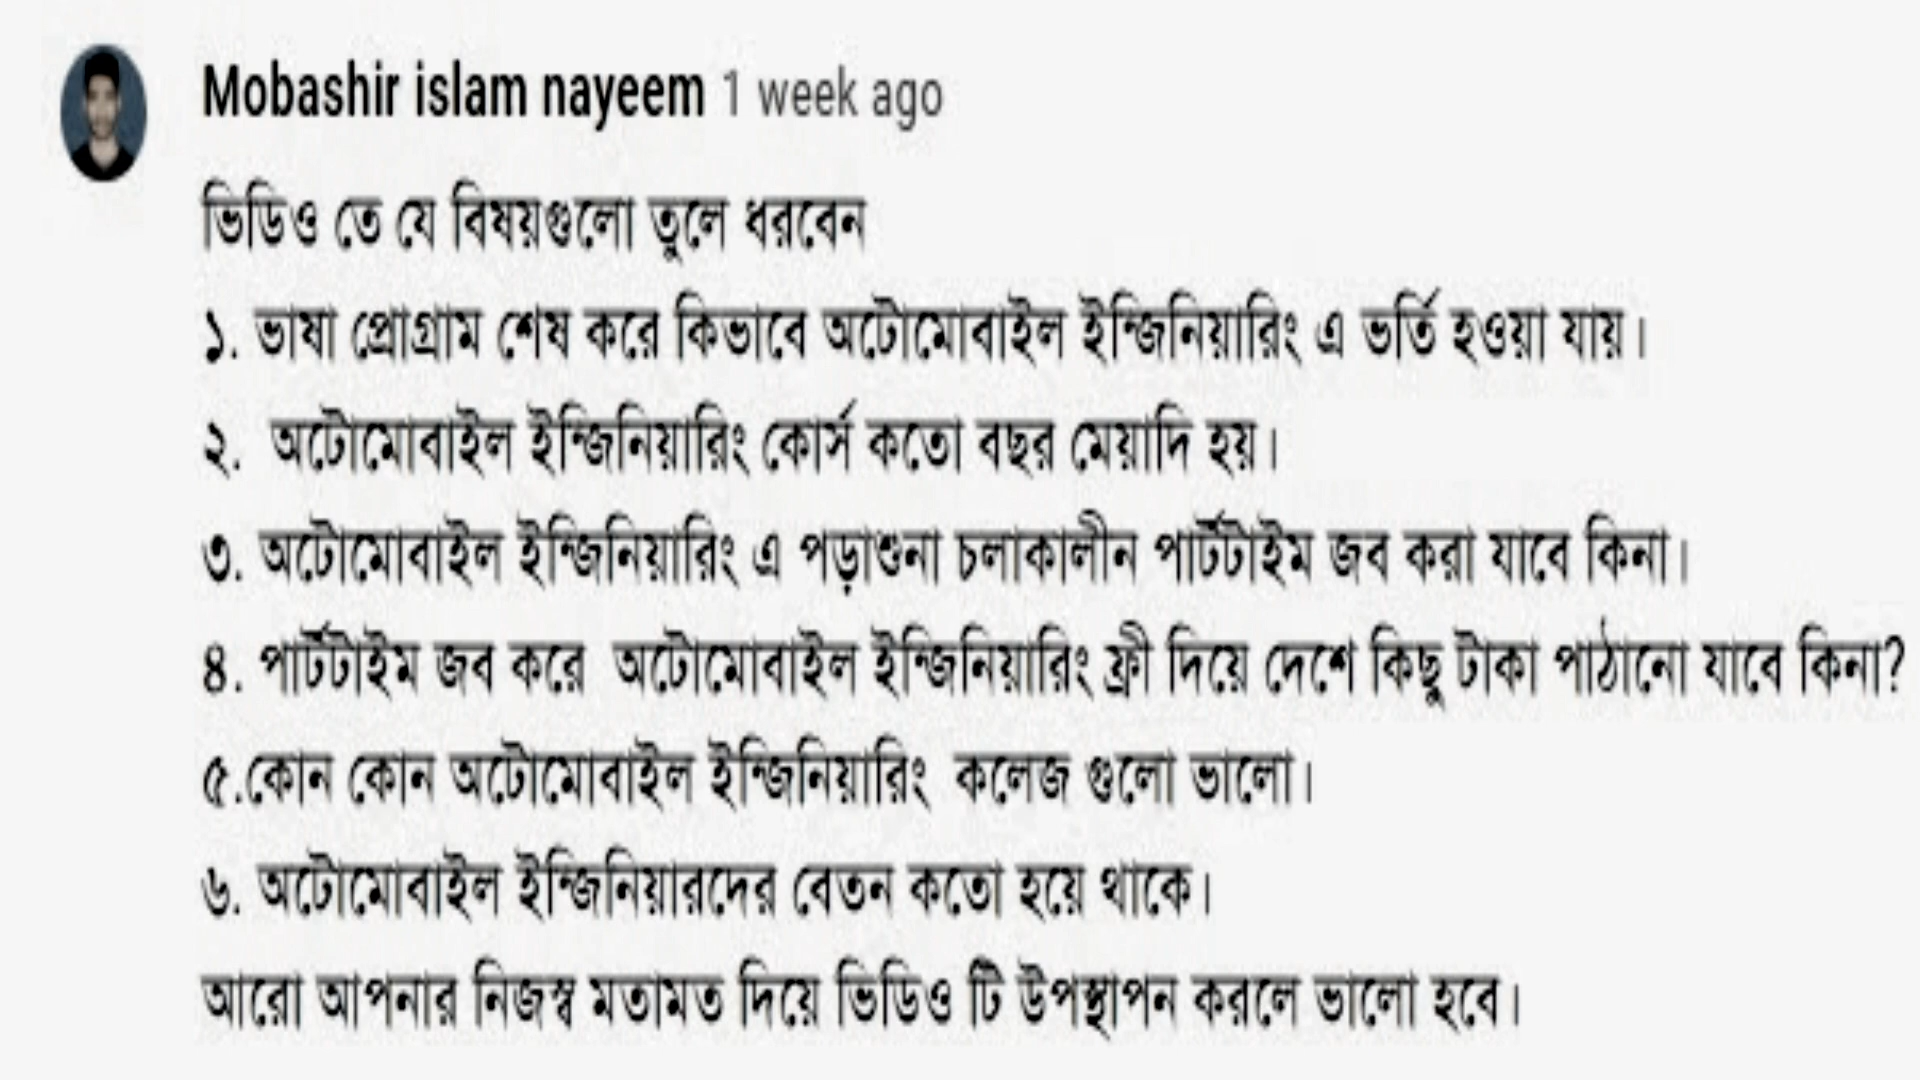 Mobashir islam nayeem 1 week ago
ভিডিও তে যে বিষয়গুলো তুলে ধরবেন
১. ভাষা প্রোগ্রাম শেষ করে কিভাবে অটোমোবাইল ইন্জিনিয়ারিং এ ভর্তি হওয়া যায়।
২. অটোমোবাইল ইন্জিনিয়ারিং কোর্স কতো বছর মেয়াদি হয়।
৩. অটোমোবাইল ইন্জিনিয়ারিং এ পড়াশুনা চলাকালীন পার্টটাইম জব করা যাবে কিনা।
৪. পার্টটাইম জব করে অটোমোবাইল ইন্জিনিয়ারিং ফ্রী দিয়ে দেশে কিছু টাকা পাঠানো যাবে কিনা?
৫.কোন কোন অটোমোবাইল ইন্জিনিয়ারিং কলেজ গুলো ভালো।
৬. অটোমোবাইল ইন্জিনিয়ারদের বেতন কতো হয়ে থাকে।
আরো আপনার নিজস্ব মতামত দিয়ে ভিডিও টি উপস্থাপন করলে ভালো হবে।